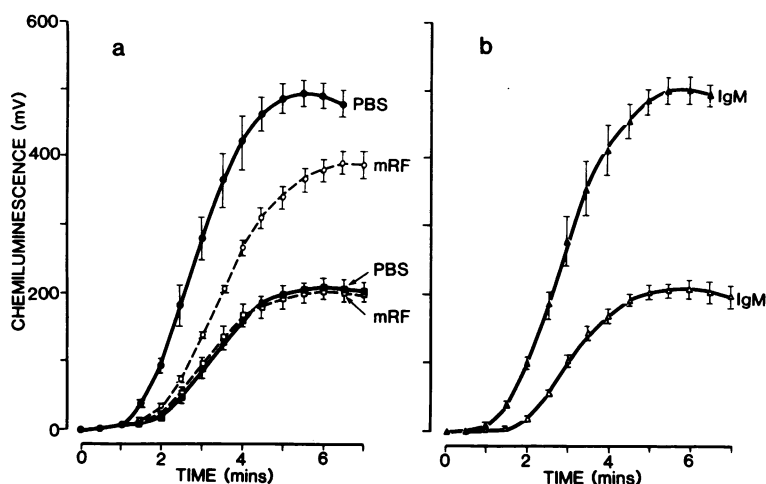 600
400
200
0
CHEMILUMINESCENCE (mV)
a
PBS
mRF
PBS
mRF
0 2 4 6
TIME (mins)
b
IgM
IgM
0 2 4 6
TIME (mins)